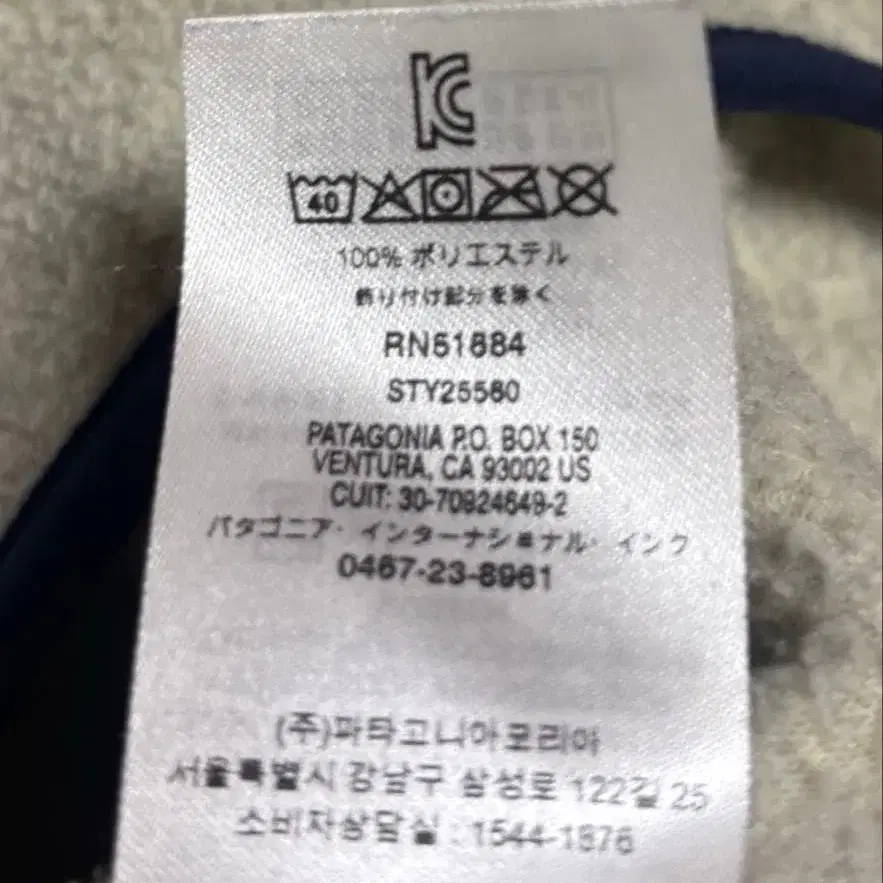 KC
40
100% ポリエステル
飾り付け部分を除く
RN51884
STY25580
PATAGONIA P.O. BOX 150
VENTURA, CA 93002 US
CUIT: 30-70924649-2
パタゴニア・インターナショナル・インク
0467-23-8961
(주)파타고니아코리아
서울특별시 강남구 삼성로 122길 25
소비자상담실 : 1544-1876